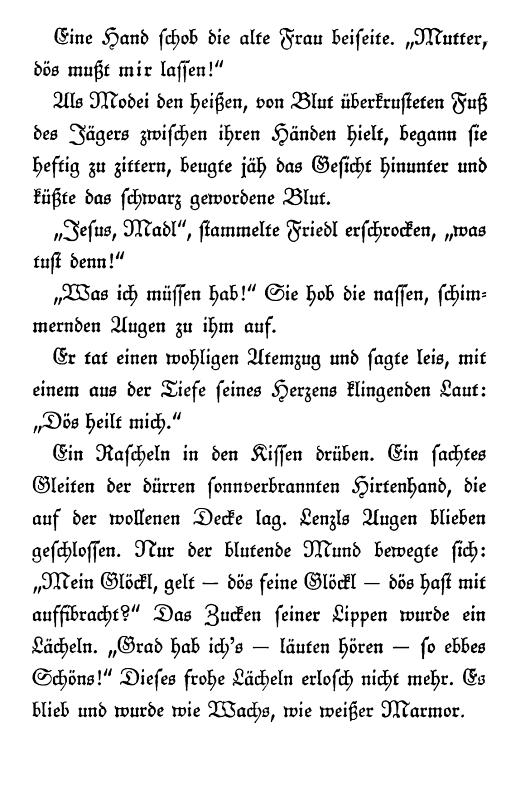 Eine Hand schob die alte Frau beiseite. „Mutter,
dös mußt mir lassen!“
Als Modei den heißen, von Blut überkrusteten Fuß
des Jägers zwischen ihren Händen hielt, begann sie
heftig zu zittern, beugte jäh das Gesicht hinunter und
küßte das schwarz gewordene Blut.
„Jesus, Madl“, stammelte Friedl erschrocken, „was
tust denn!“
„Was ich müssen hab!“ Sie hob die nassen, schim-
mernden Augen zu ihm auf.
Er tat einen wohligen Atemzug und sagte leis, mit
einem aus der Tiefe seines Herzens klingenden Laut:
„Dös heilt mich.“
Ein Rascheln in den Kissen drüben. Ein sachtes
Gleiten der dürren sonnverbrannten Hirtenhand, die
auf der wollenen Decke lag. Lenzls Augen blieben
geschlossen. Nur der blutende Mund bewegte sich:
„Mein Glöckl, gelt — dös feine Glöckl — dös hast mit
auffibracht?“ Das Zucken seiner Lippen wurde ein
Lächeln. „Grad hab ich's — läuten hören — so ebbes
Schöns!“ Dieses frohe Lächeln erlosch nicht mehr. Es
blieb und wurde wie Wachs, wie weißer Marmor.